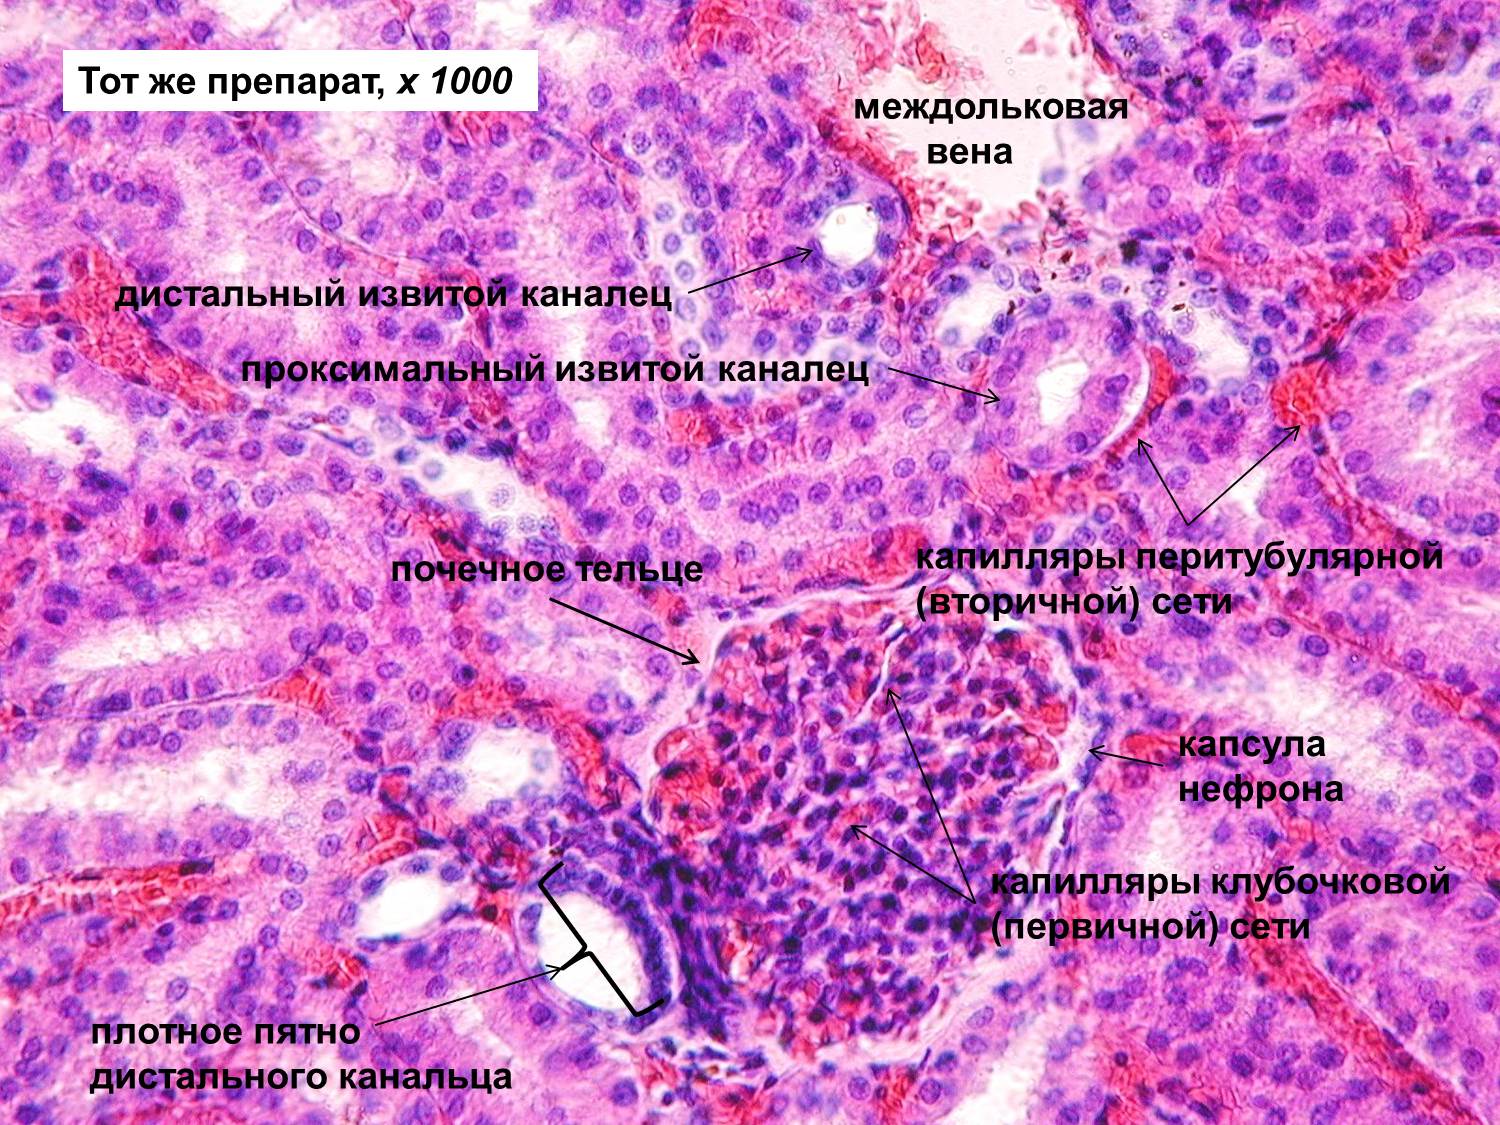 Тот же препарат, х 1000
междольковая
вена
дистальный извитой каналец
проксимальный извитой каналец
почечное тельце
капилляры перитубулярной
(вторичной) сети
капсула
нефрона
капилляры клубочковой
(первичной) сети
плотное пятно
дистального канальца